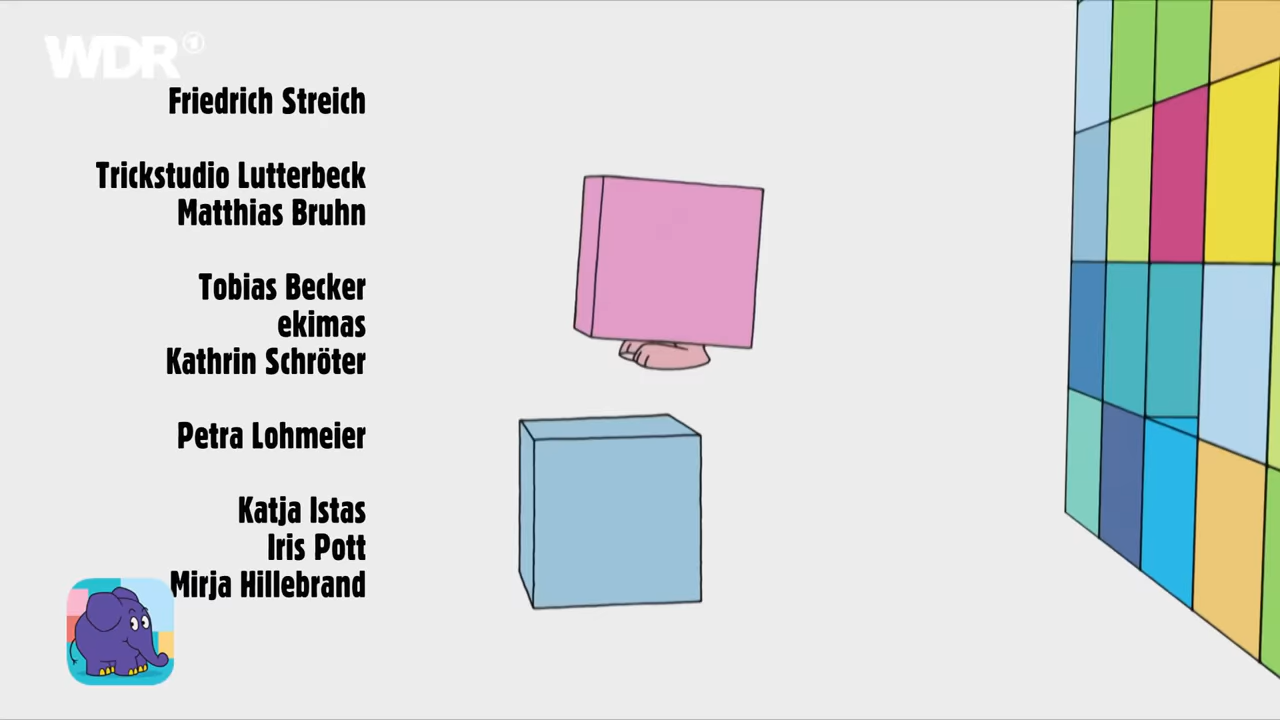 WDR 1
Friedrich Streich
Trickstudio Lutterbeck
Matthias Bruhn
Tobias Becker
ekimas
Kathrin Schröter
Petra Lohmeier
Katja Istas
Iris Pott
Mirja Hillebrand